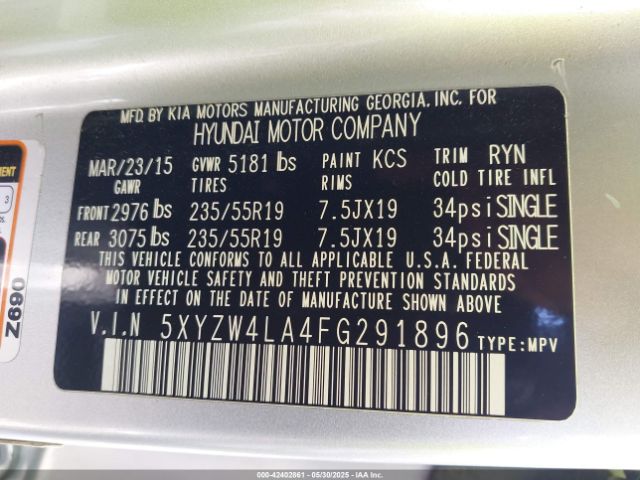 MFD. BY KIA MOTORS MANUFACTURING GEORGIA, INC. FOR
HYUNDAI MOTOR COMPANY
MAR/23/15 GVWR 5181 lbs PAINT KCS TRIM RYN
GAWR TIRES RIMS COLD TIRE INFL
FRONT 2976 lbs 235/55R19 7.5JX19 34psi SINGLE
REAR 3075 lbs 235/55R19 7.5JX19 34psi SINGLE
THIS VEHICLE CONFORMS TO ALL APPLICABLE U.S.A. FEDERAL
MOTOR VEHICLE SAFETY AND THEFT PREVENTION STANDARDS
IN EFFECT ON THE DATE OF MANUFACTURE SHOWN ABOVE
V.I.N 5XYZW4LA4FG291896 TYPE:MPV
Z690
3
000-42402861 - 05/30/2025 - IAA Inc.